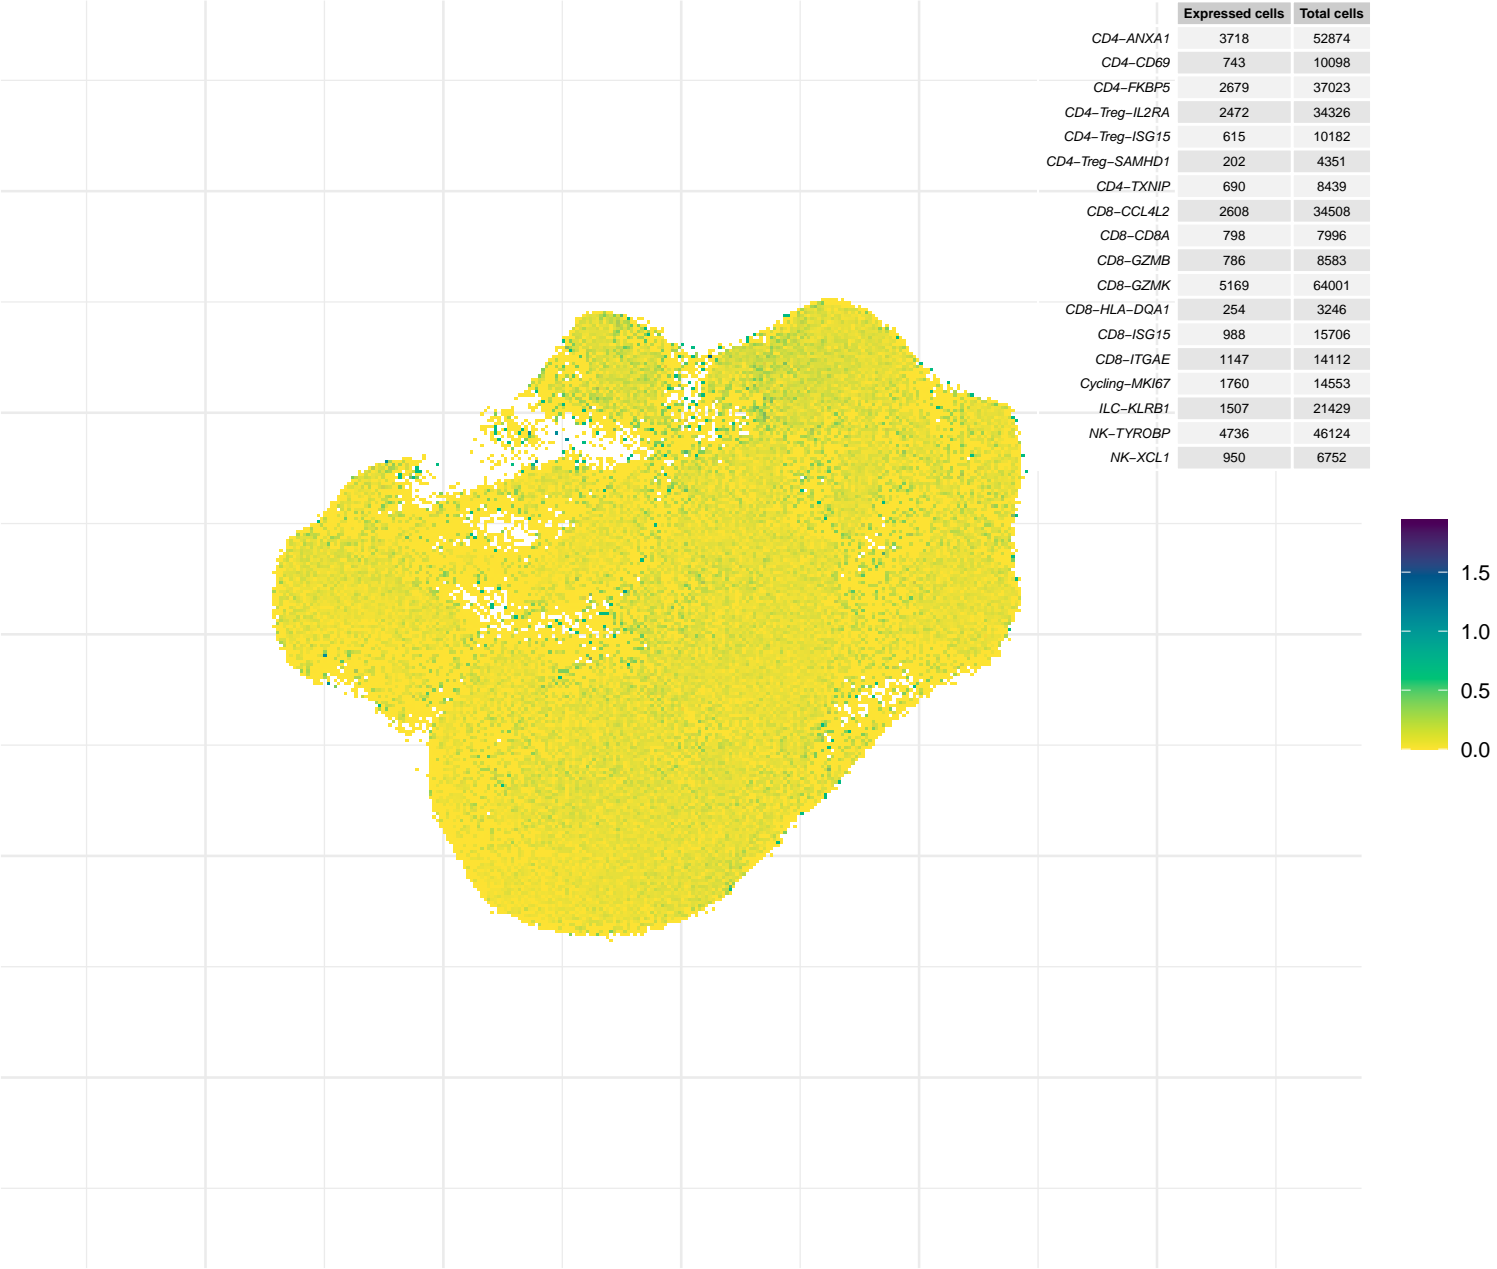 Expressed cells Total cells
CD4−ANXA1 3718 52874
CD4−CD69 743 10098
CD4−FKBP5 2679 37023
CD4−Treg−IL2RA 2472 34326
CD4−Treg−ISG15 615 10182
CD4−Treg−SAMHD1 202 4351
CD4−TXNIP 690 8439
CD8−CCL4L2 2608 34508
CD8−CD8A 798 7996
CD8−GZMB 786 8583
CD8−GZMK 5169 64001
CD8−HLA−DQA1 254 3246
CD8−ISG15 988 15706
CD8−ITGAE 1147 14112
Cycling−MKI67 1760 14553
ILC−KLRB1 1507 21429
NK−TYROBP 4736 46124
NK−XCL1 950 6752
1.5
1.0
0.5
0.0